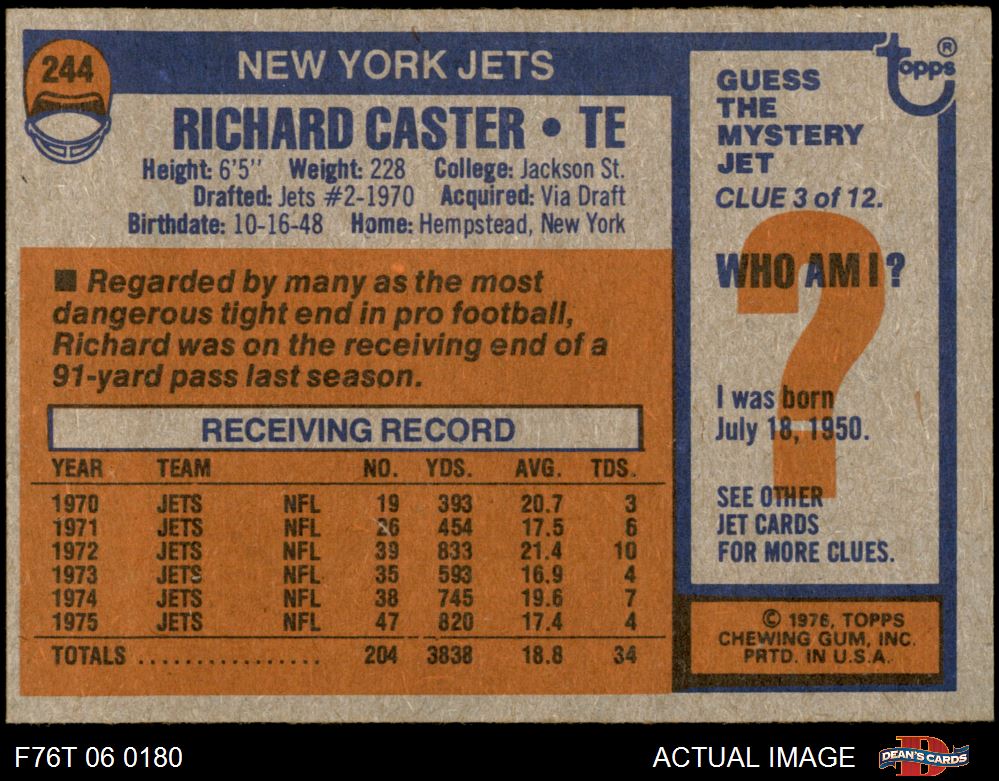 244
NEW YORK JETS
RICHARD CASTER • TE
Height: 6'5" Weight: 228 College: Jackson St.
Drafted: Jets #2-1970 Acquired: Via Draft
Birthdate: 10-16-48 Home: Hempstead, New York
■ Regarded by many as the most
dangerous tight end in pro football,
Richard was on the receiving end of a
91-yard pass last season.
RECEIVING RECORD
YEAR TEAM NO. YDS. AVG. TDS.
1970 JETS NFL 19 393 20.7 3
1971 JETS NFL 26 454 17.5 6
1972 JETS NFL 39 833 21.4 10
1973 JETS NFL 35 593 16.9 4
1974 JETS NFL 38 745 19.6 7
1975 JETS NFL 47 820 17.4 4
TOTALS ................ 204 3838 18.8 34
topps ®
GUESS
THE
MYSTERY
JET
CLUE 3 of 12.
?
WHO AM I?
I was born
July 18, 1950.
SEE OTHER
JET CARDS
FOR MORE CLUES.
© 1976, TOPPS
CHEWING GUM, INC.
PRTD. IN U.S.A.
F76T 06 0180
ACTUAL IMAGE
D
DEAN'S CARDS